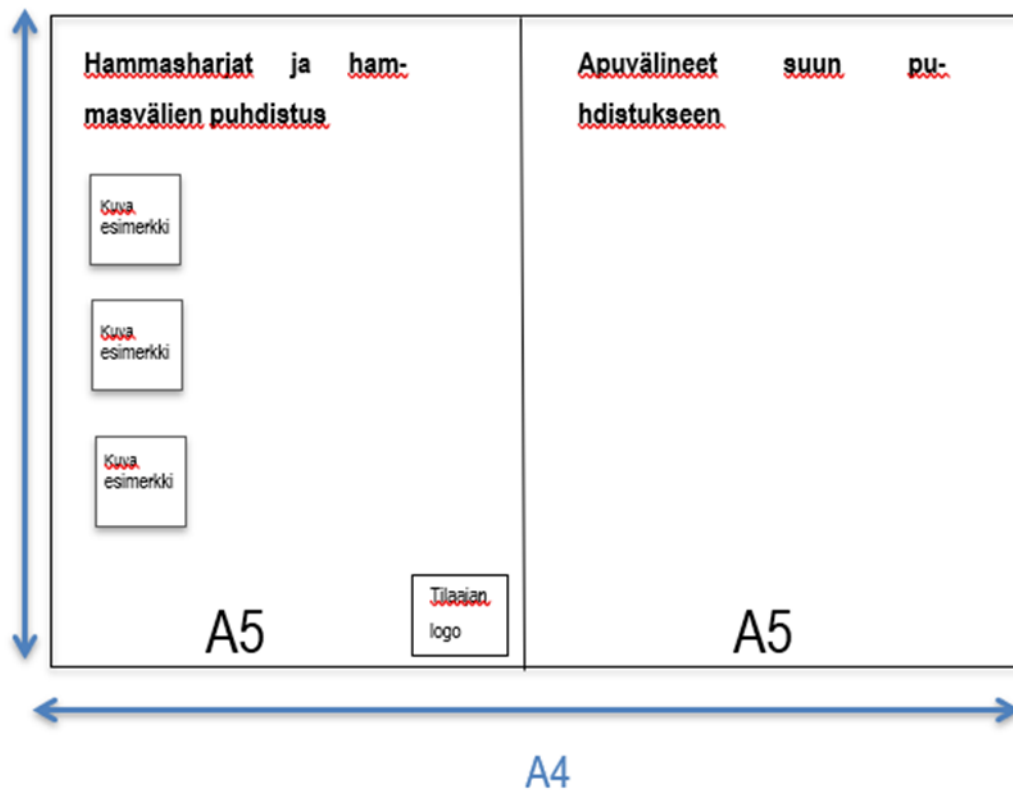 Hammasharjat ja ham-
masvälien puhdistus
Kuva
esimerkki
Kuva
esimerkki
Kuva
esimerkki
A5
Tilaajan
logo
Apuvälineet suun pu-
hdistukseen
A5
A4